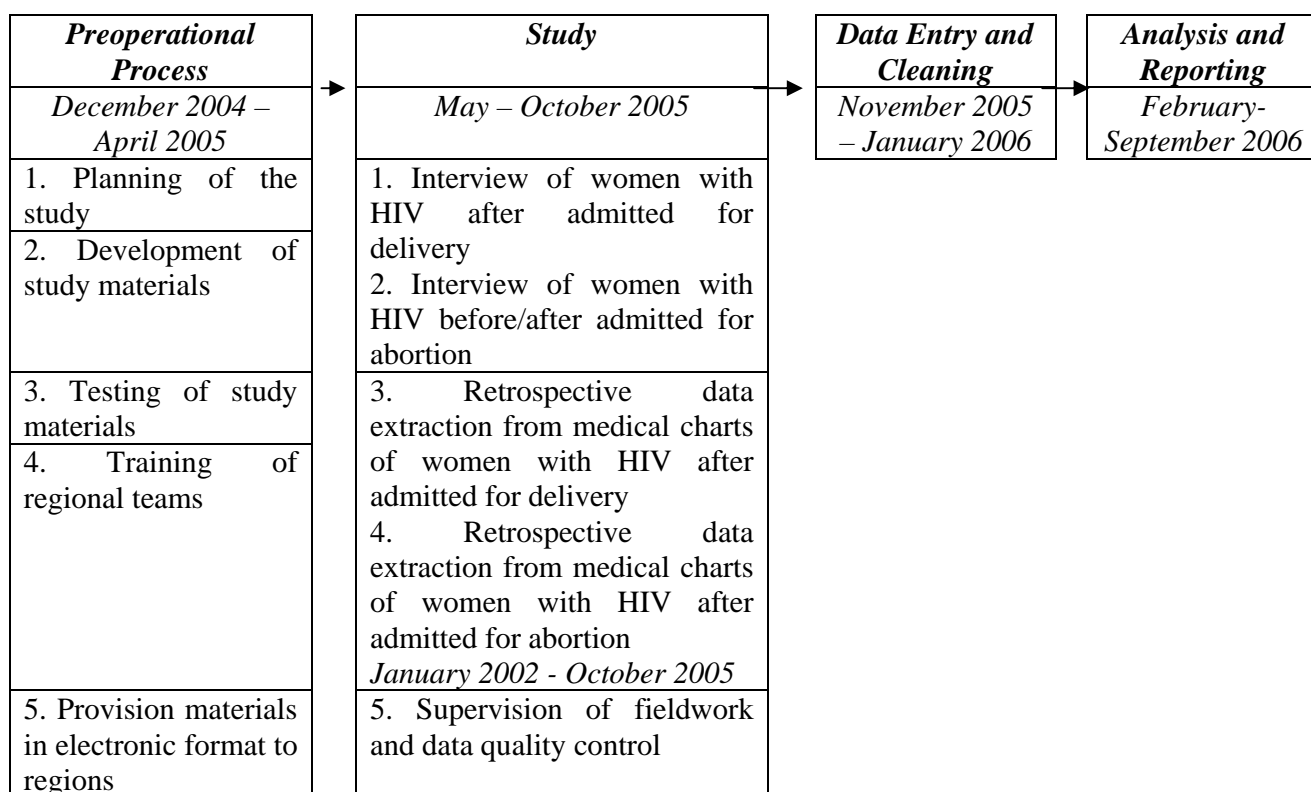 Preoperational
Process
December 2004 –
April 2005
1. Planning of the
study
2. Development of
study materials
3. Testing of study
materials
4. Training of
regional teams
5. Provision materials
in electronic format to
regions
Study
May – October 2005
1. Interview of women with
HIV after admitted for
delivery
2. Interview of women with
HIV before/after admitted for
abortion
3. Retrospective data
extraction from medical charts
of women with HIV after
admitted for delivery
4. Retrospective data
extraction from medical charts
of women with HIV after
admitted for abortion
January 2002 - October 2005
5. Supervision of fieldwork
and data quality control
Data Entry and
Cleaning
November 2005
– January 2006
Analysis and
Reporting
February-
September 2006